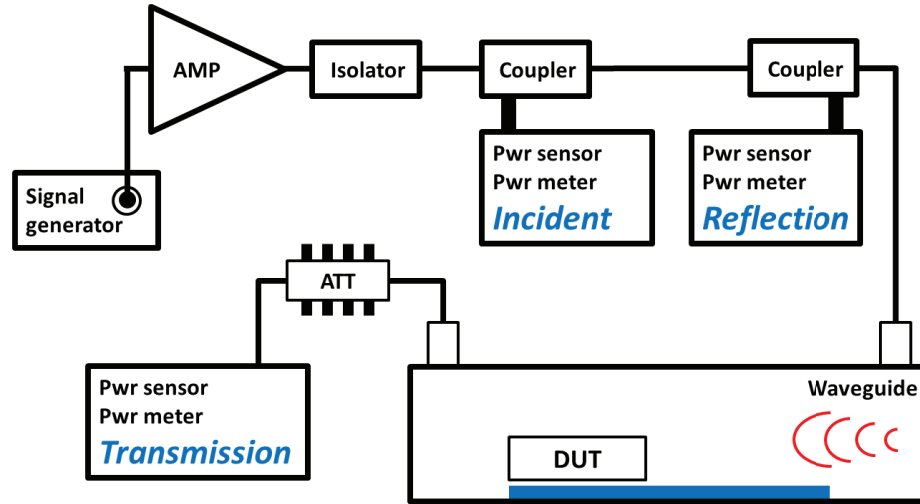 AMP
Isolator
Coupler
Coupler
Signal
generator
Pwr sensor
Pwr meter
Incident
Pwr sensor
Pwr meter
Reflection
ATT
Pwr sensor
Pwr meter
Transmission
Waveguide
DUT